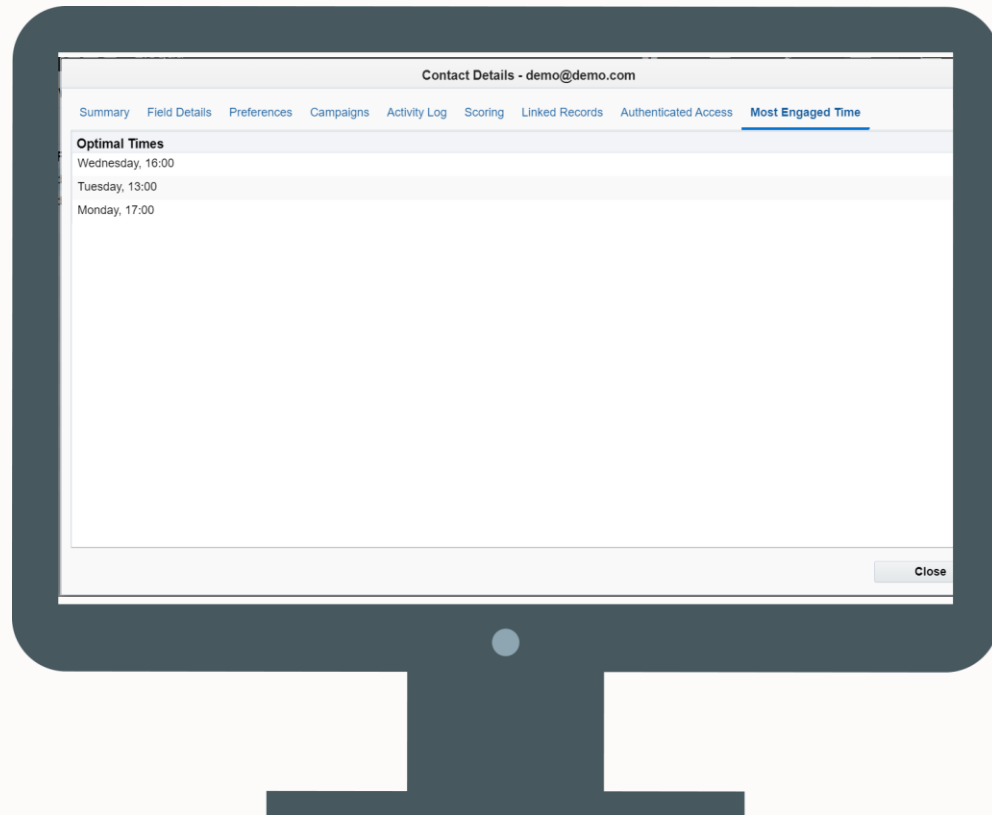 Contact Details - demo@demo.com
Summary Field Details Preferences Campaigns Activity Log Scoring Linked Records Authenticated Access Most Engaged Time
Optimal Times
Wednesday, 16:00
Tuesday, 13:00
Monday, 17:00
Close